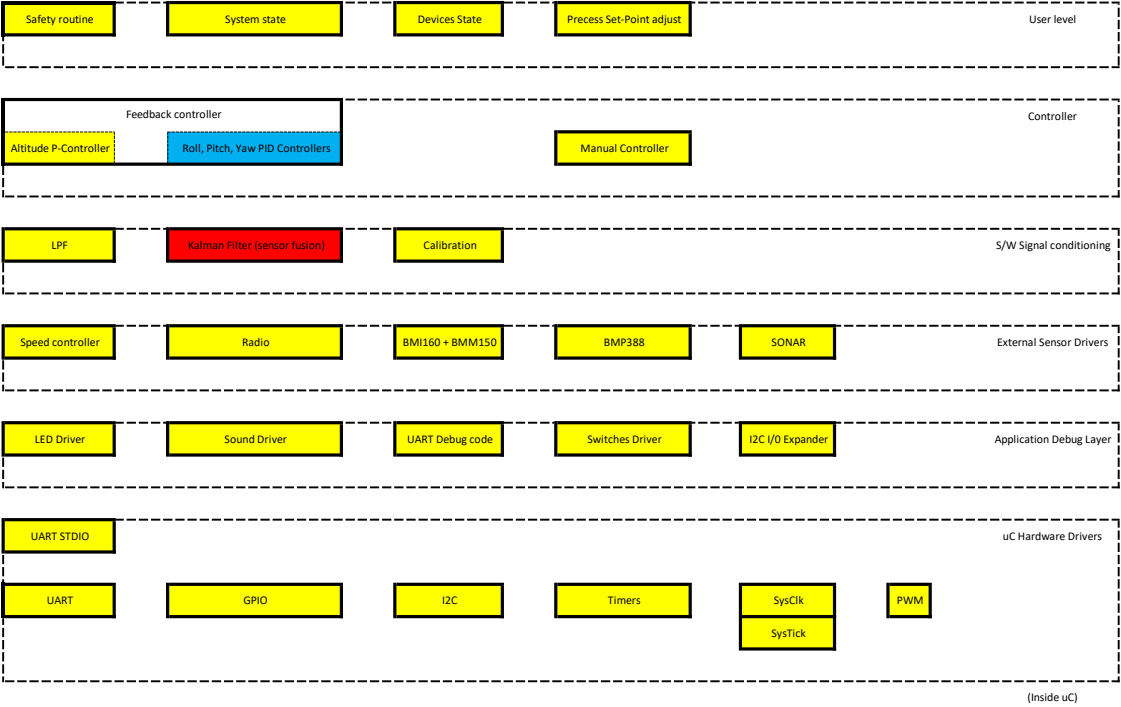 Safety routine
System state
Devices State
Precess Set-Point adjust
User level
Feedback controller
Controller
Altitude P-Controller
Roll, Pitch, Yaw PID Controllers
Manual Controller
LPF
Kalman Filter (sensor fusion)
Calibration
S/W Signal conditioning
Speed controller
Radio
BMI160 + BMM150
BMP388
SONAR
External Sensor Drivers
LED Driver
Sound Driver
UART Debug code
Switches Driver
I2C I/0 Expander
Application Debug Layer
UART STDIO
uC Hardware Drivers
UART
GPIO
I2C
Timers
SysClk
PWM
SysTick
(Inside uC)